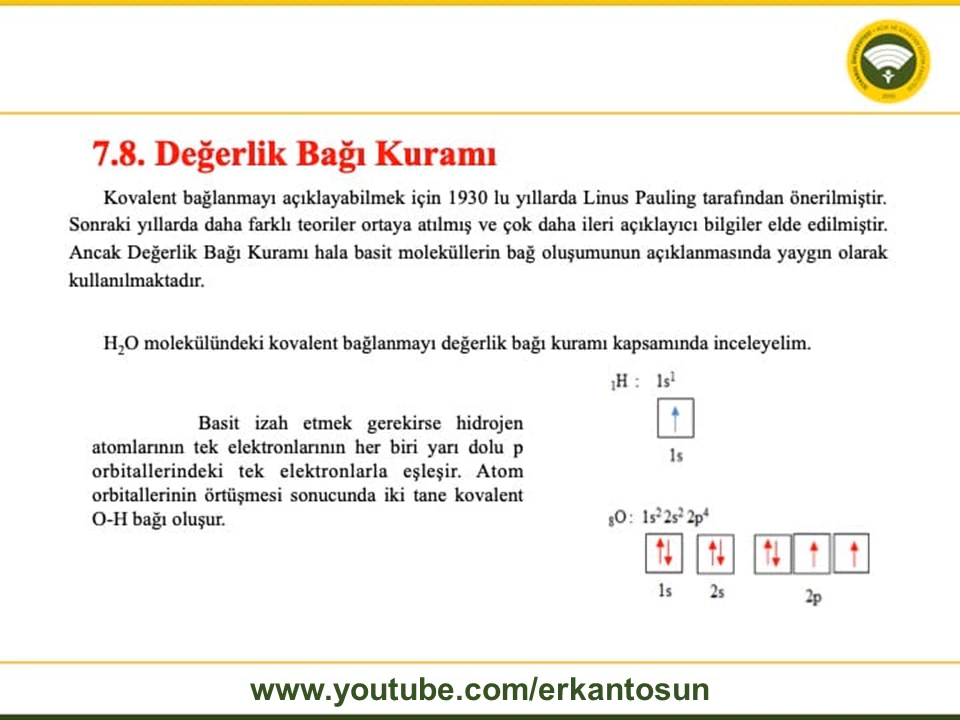 7.8. Değerlik Bağı Kuramı
Kovalent bağlanmayı açıklayabilmek için 1930 lu yıllarda Linus Pauling tarafından önerilmiştir.
Sonraki yıllarda daha farklı teoriler ortaya atılmış ve çok daha ileri açıklayıcı bilgiler elde edilmiştir.
Ancak Değerlik Bağı Kuramı hala basit moleküllerin bağ oluşumunun açıklanmasında yaygın olarak
kullanılmaktadır.
H₂O molekülündeki kovalent bağlanmayı değerlik bağı kuramı kapsamında inceleyelim.
Basit izah etmek gerekirse hidrojen
atomlarının tek elektronlarının her biri yarı dolu p
orbitallerindeki tek elektronlarla eşleşir. Atom
orbitallerinin örtüşmesi sonucunda iki tane kovalent
O-H bağı oluşur.
₁H : 1s¹
1s
₈O: 1s² 2s² 2p⁴
1s 2s 2p
www.youtube.com/erkantosun